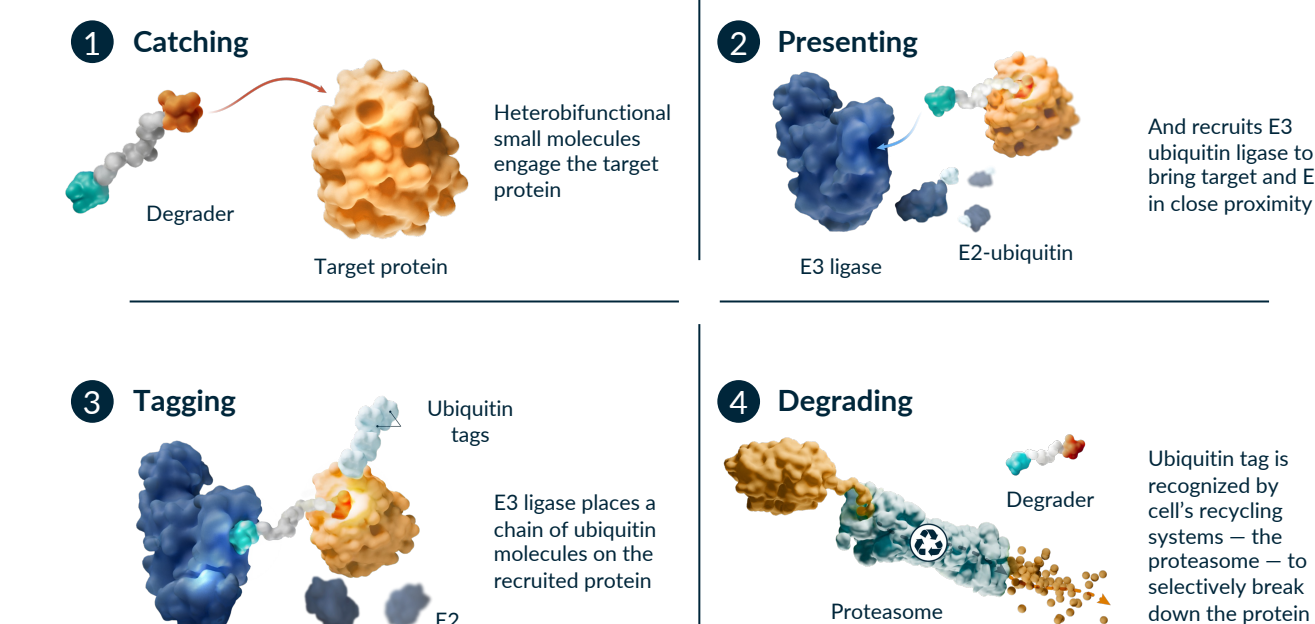 1 Catching
Degrader
Target protein
Heterobifunctional
small molecules
engage the target
protein
2 Presenting
E3 ligase
E2-ubiquitin
And recruits E3
ubiquitin ligase to
bring target and E
in close proximity
3 Tagging
Ubiquitin
tags
E3 ligase places a
chain of ubiquitin
molecules on the
recruited protein
E2
4 Degrading
Degrader
Proteasome
Ubiquitin tag is
recognized by
cell’s recycling
systems — the
proteasome — to
selectively break
down the protein